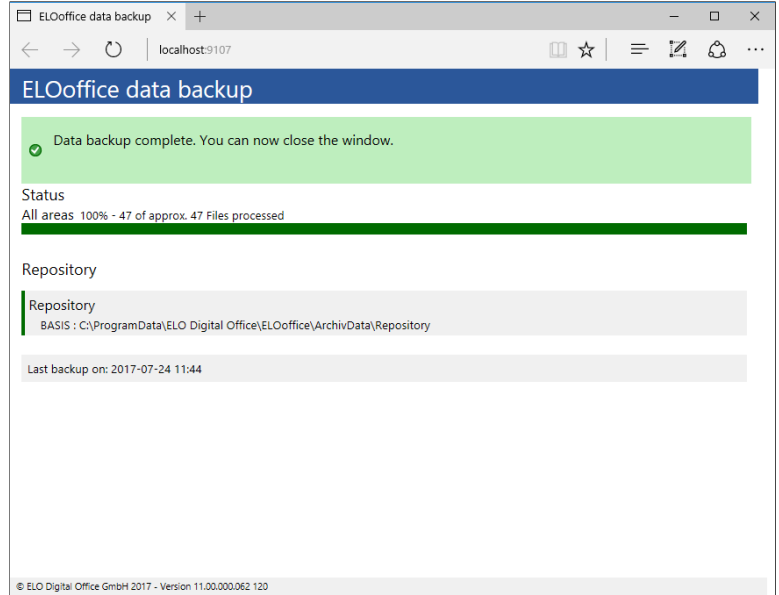 ELOoffice data backup
localhost:9107
ELOoffice data backup
Data backup complete. You can now close the window.
Status
All areas 100% - 47 of approx. 47 Files processed
Repository
Repository
BASIS : C:\ProgramData\ELO Digital Office\ELOoffice\ArchivData\Repository
Last backup on: 2017-07-24 11:44
© ELO Digital Office GmbH 2017 - Version 11.00.000.062 120